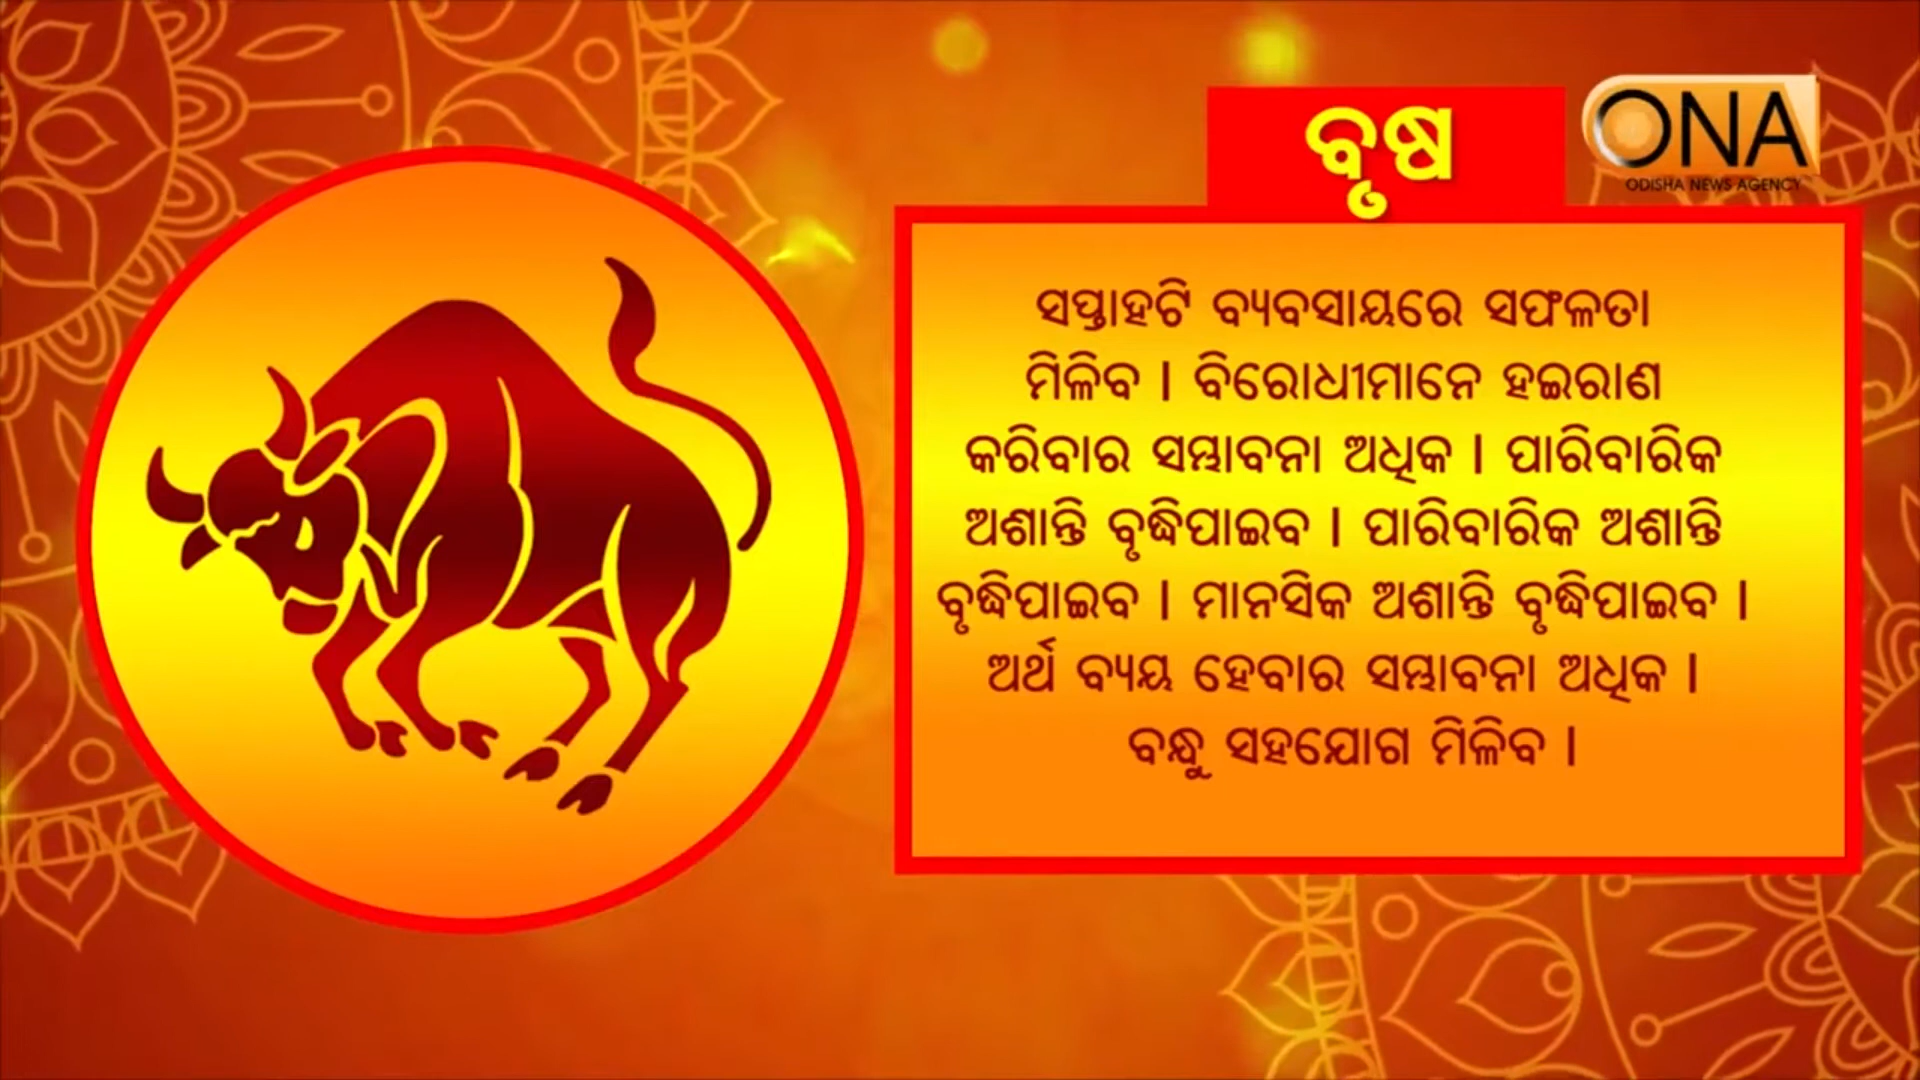 ବୃଷ
ONA
ODISHA NEWS AGENCY
ସପ୍ତାହଟି ବ୍ୟବସାୟରେ ସଫଳତା
ମିଳିବ । ବିରୋଧୀମାନେ ହଇରାଣ
କରିବାର ସମ୍ଭାବନା ଅଧିକ । ପାରିବାରିକ
ଅଶାନ୍ତି ବୃଦ୍ଧିପାଇବ । ପାରିବାରିକ ଅଶାନ୍ତି
ବୃଦ୍ଧିପାଇବ । ମାନସିକ ଅଶାନ୍ତି ବୃଦ୍ଧିପାଇବ ।
ଅର୍ଥ ବ୍ୟୟ ହେବାର ସମ୍ଭାବନା ଅଧିକ ।
ବନ୍ଧୁ ସହଯୋଗ ମିଳିବ ।